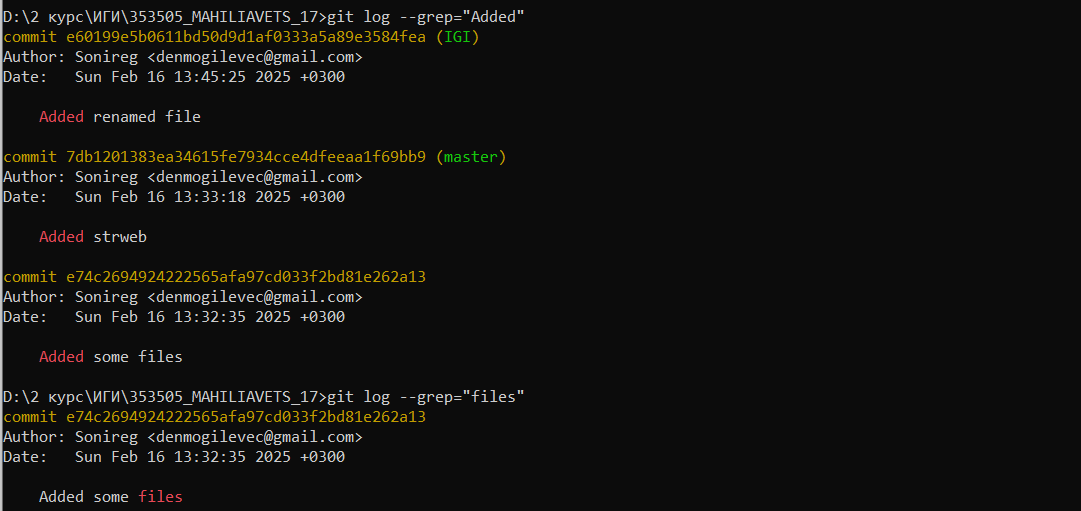 D:\2 курс\ИГИ\353505_MAHILIAVETS_17>git log --grep="Added"
commit e60199e5b0611bd50d9d1af0333a5a89e3584fea (IGI)
Author: Sonireg <denmogilevec@gmail.com>
Date:   Sun Feb 16 13:45:25 2025 +0300
    Added renamed file
commit 7db1201383ea34615fe7934cce4dfeeaa1f69bb9 (master)
Author: Sonireg <denmogilevec@gmail.com>
Date:   Sun Feb 16 13:33:18 2025 +0300
    Added strweb
commit e74c2694924222565afa97cd033f2bd81e262a13
Author: Sonireg <denmogilevec@gmail.com>
Date:   Sun Feb 16 13:32:35 2025 +0300
    Added some files
D:\2 курс\ИГИ\353505_MAHILIAVETS_17>git log --grep="files"
commit e74c2694924222565afa97cd033f2bd81e262a13
Author: Sonireg <denmogilevec@gmail.com>
Date:   Sun Feb 16 13:32:35 2025 +0300
    Added some files